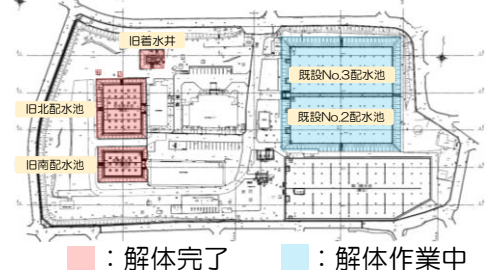 旧着水井
既設No.3配水池
旧北配水池
既設No.2配水池
旧南配水池
：解体完了
：解体作業中